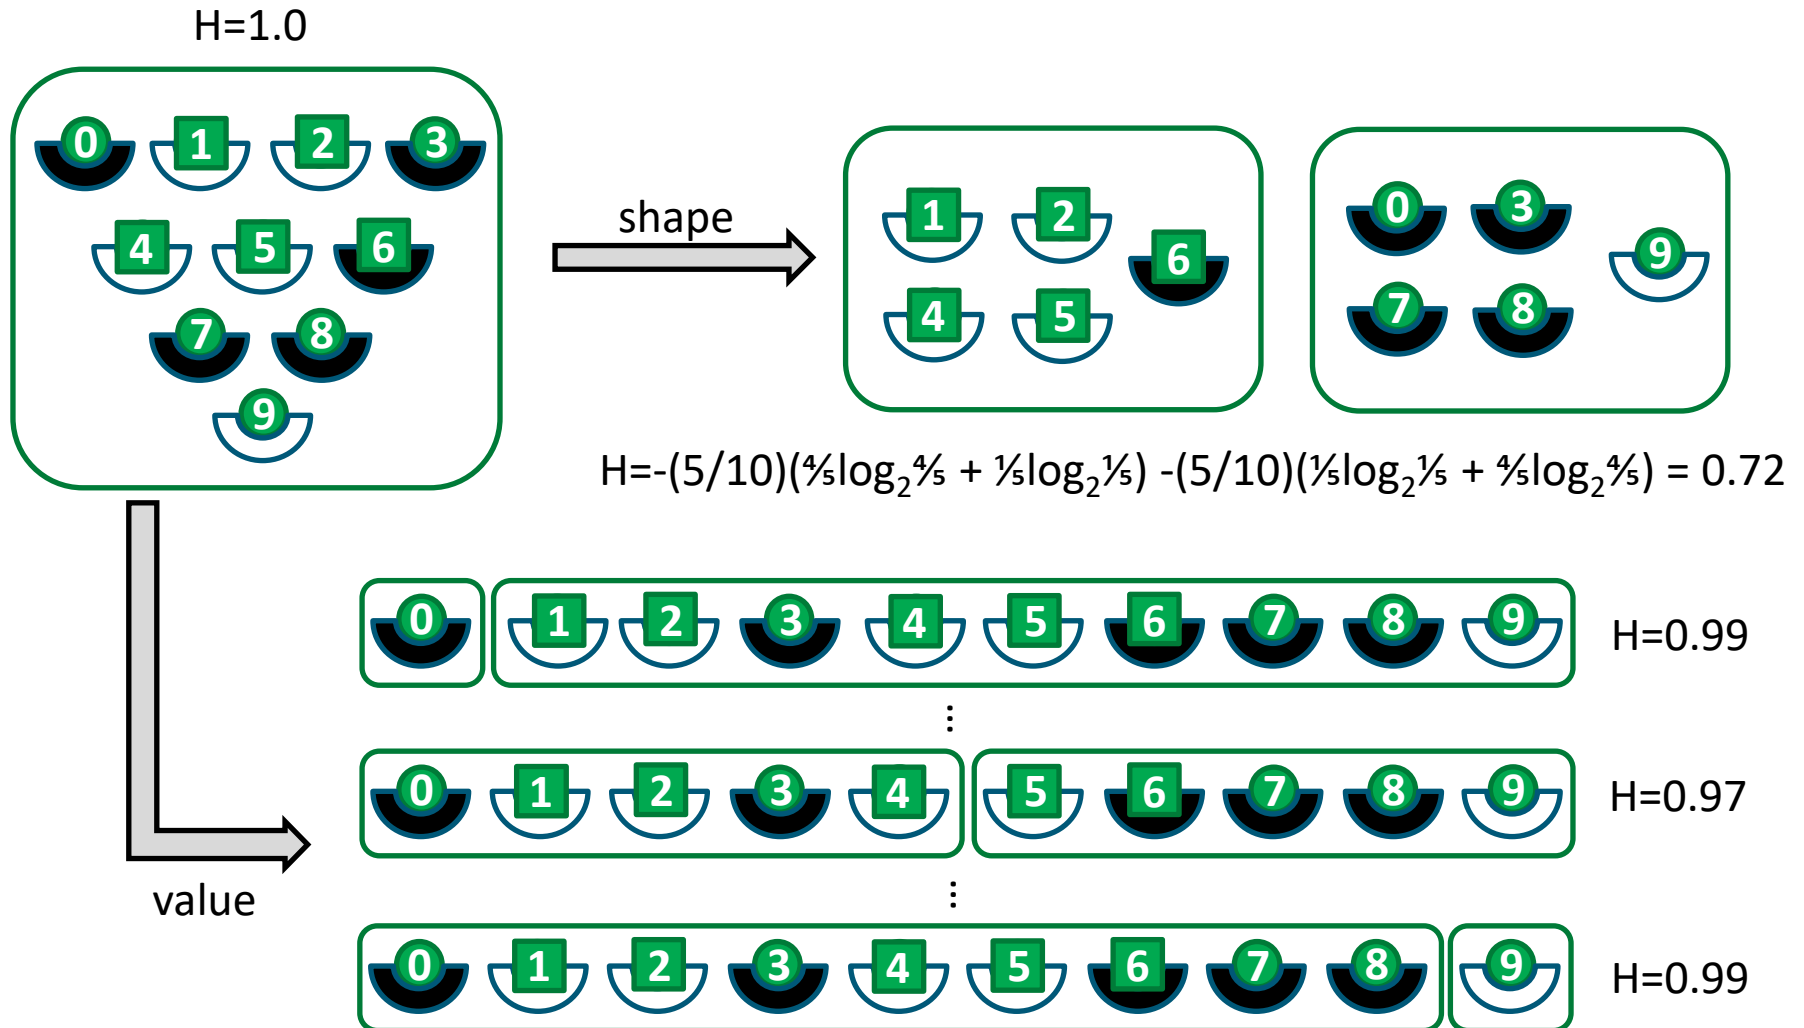 H=1.0
0 1 2 3
4 5 6
7 8
9
shape
1 2
6
4 5
0 3
9
7 8
H=-(5/10)(⅘log₂⅘ + ⅕log₂⅕) -(5/10)(⅕log₂⅕ + ⅘log₂⅘) = 0.72
value
0 1 2 3 4 5 6 7 8 9 H=0.99
⋮
0 1 2 3 4 5 6 7 8 9 H=0.97
⋮
0 1 2 3 4 5 6 7 8 9 H=0.99